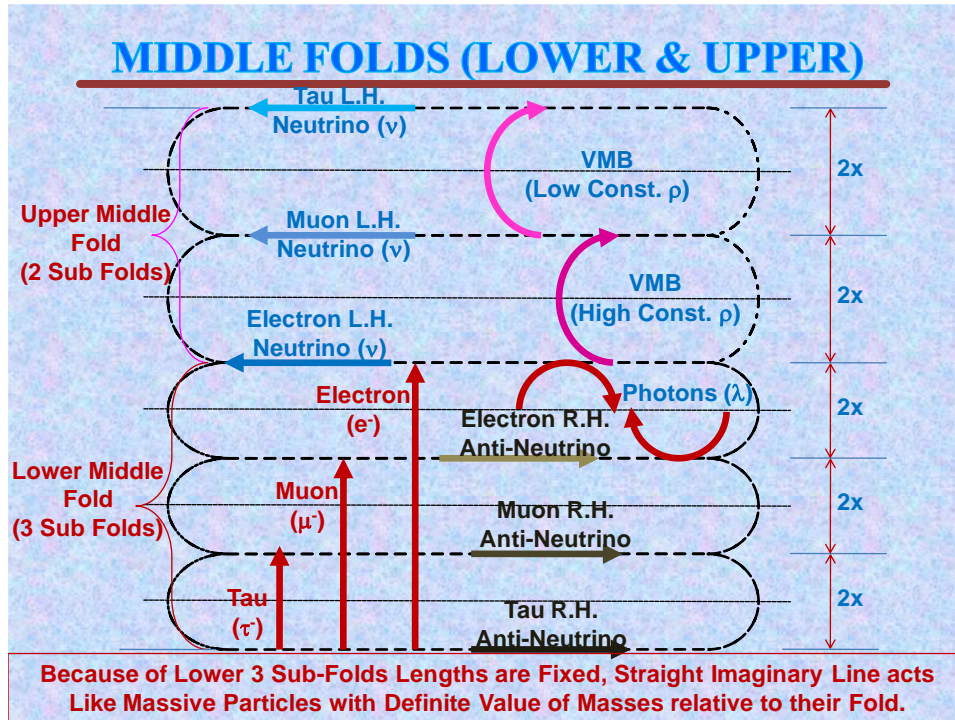 MIDDLE FOLDS (LOWER & UPPER)
Tau L.H.
Neutrino (ν)
VMB
(Low Const. ρ)
2x
Upper Middle
Fold
(2 Sub Folds)
Muon L.H.
Neutrino (ν)
VMB
(High Const. ρ)
2x
Electron L.H.
Neutrino (ν)
Electron
(e-)
Photons (λ)
2x
Electron R.H.
Anti-Neutrino
Lower Middle
Fold
(3 Sub Folds)
Muon
(μ-)
Muon R.H.
Anti-Neutrino
2x
Tau
(τ-)
Tau R.H.
Anti-Neutrino
2x
Because of Lower 3 Sub-Folds Lengths are Fixed, Straight Imaginary Line acts
Like Massive Particles with Definite Value of Masses relative to their Fold.